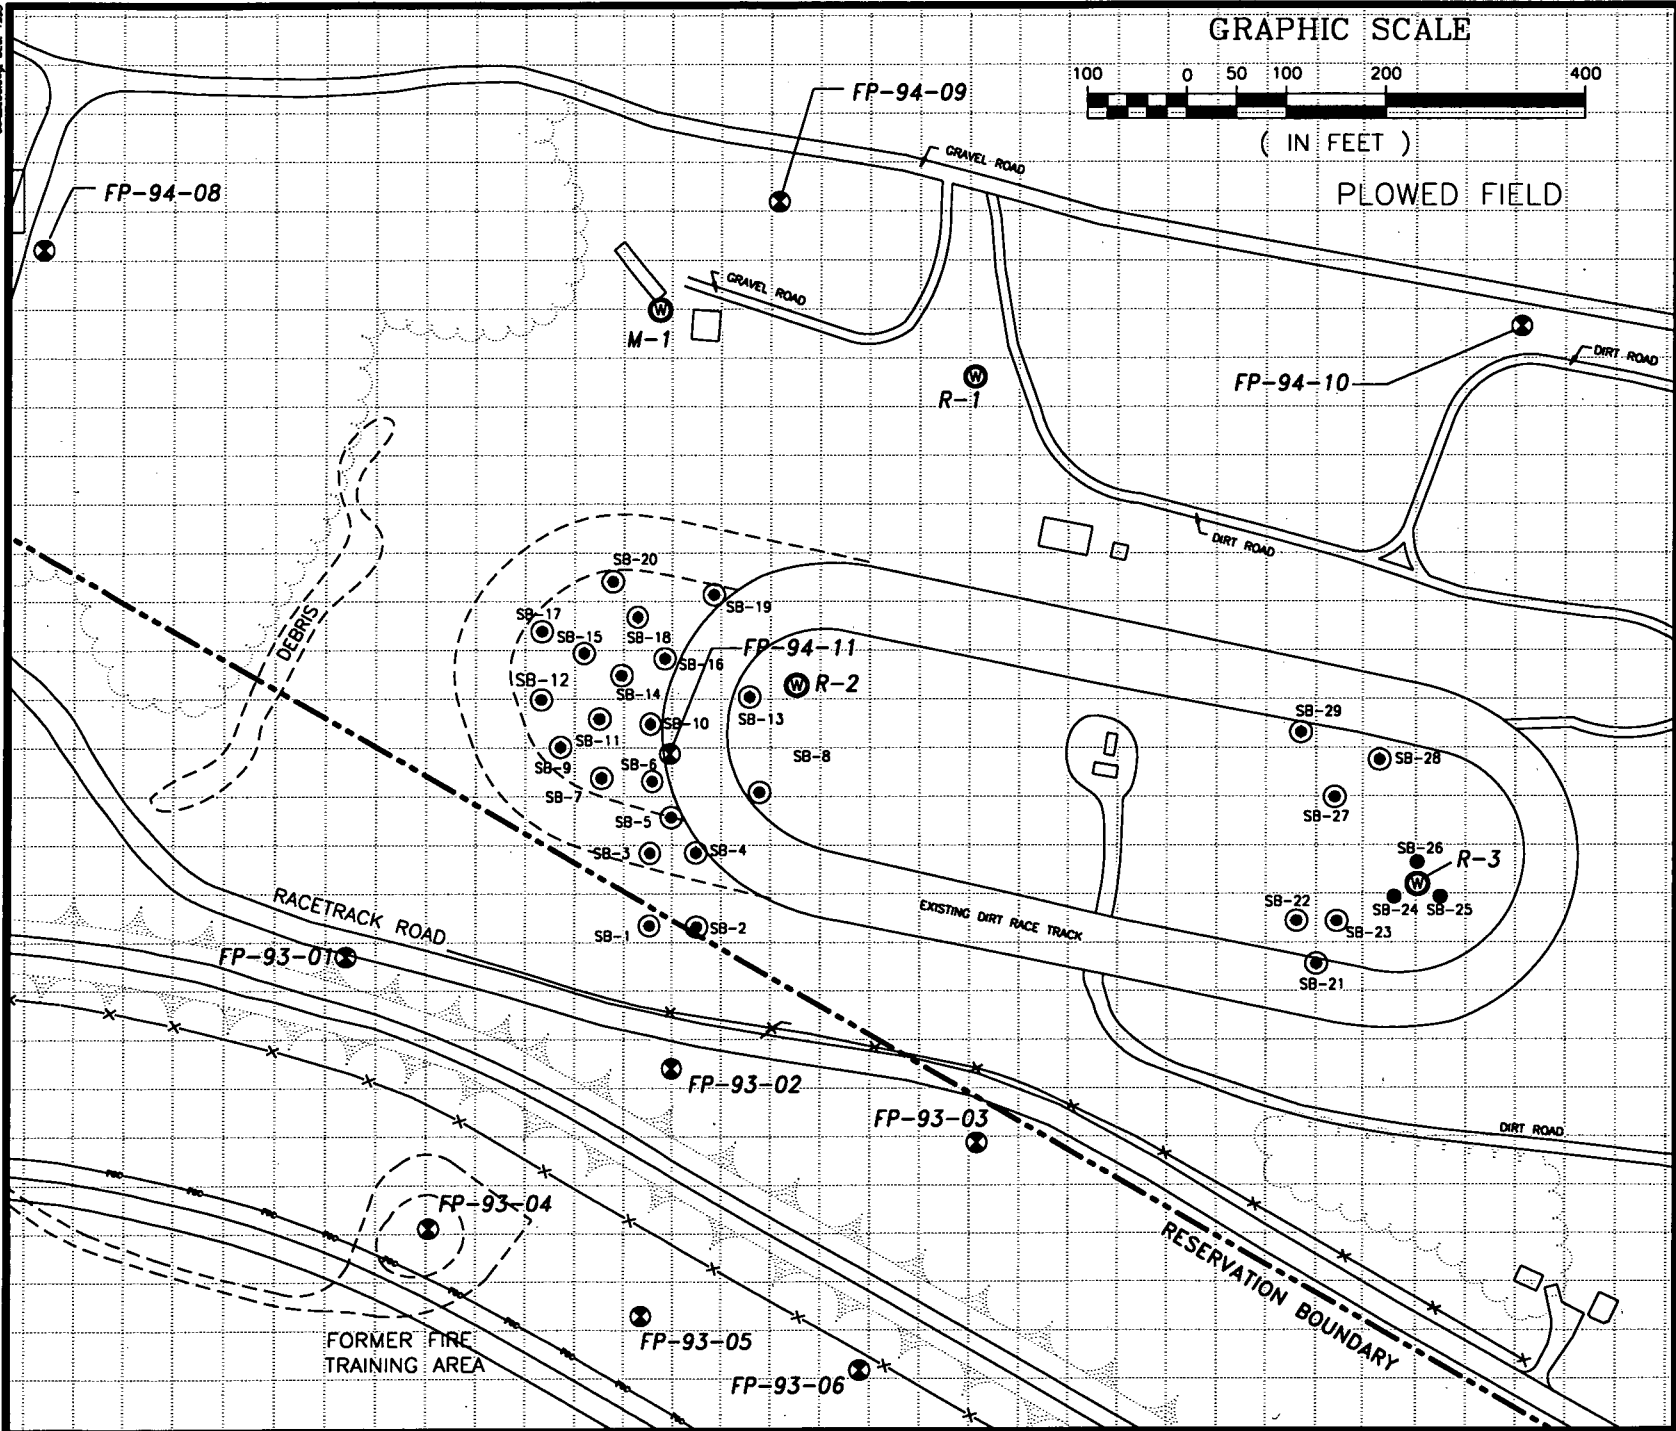 GRAPHIC SCALE
100 0 50 100 200 400
( IN FEET )
PLOWED FIELD
FP-94-09
GRAVEL ROAD
FP-94-08
GRAVEL ROAD
M-1
R-1
FP-94-10
DIRT ROAD
DIRT ROAD
DEBRIS
SB-20
SB-19
SB-17
SB-18
SB-15
SB-16
FP-94-11
SB-14
R-2
SB-12
SB-13
SB-10
SB-11
SB-29
SB-28
SB-9
SB-6
SB-8
SB-7
SB-5
SB-27
SB-3
SB-4
SB-26
R-3
SB-24
SB-25
SB-22
SB-23
SB-21
RACETRACK ROAD
EXISTING DIRT RACE TRACK
SB-1
SB-2
FP-93-01
FP-93-02
FP-93-03
DIRT ROAD
FP-93-04
RESERVATION BOUNDARY
FORMER FIRE
TRAINING AREA
FP-93-05
FP-93-06